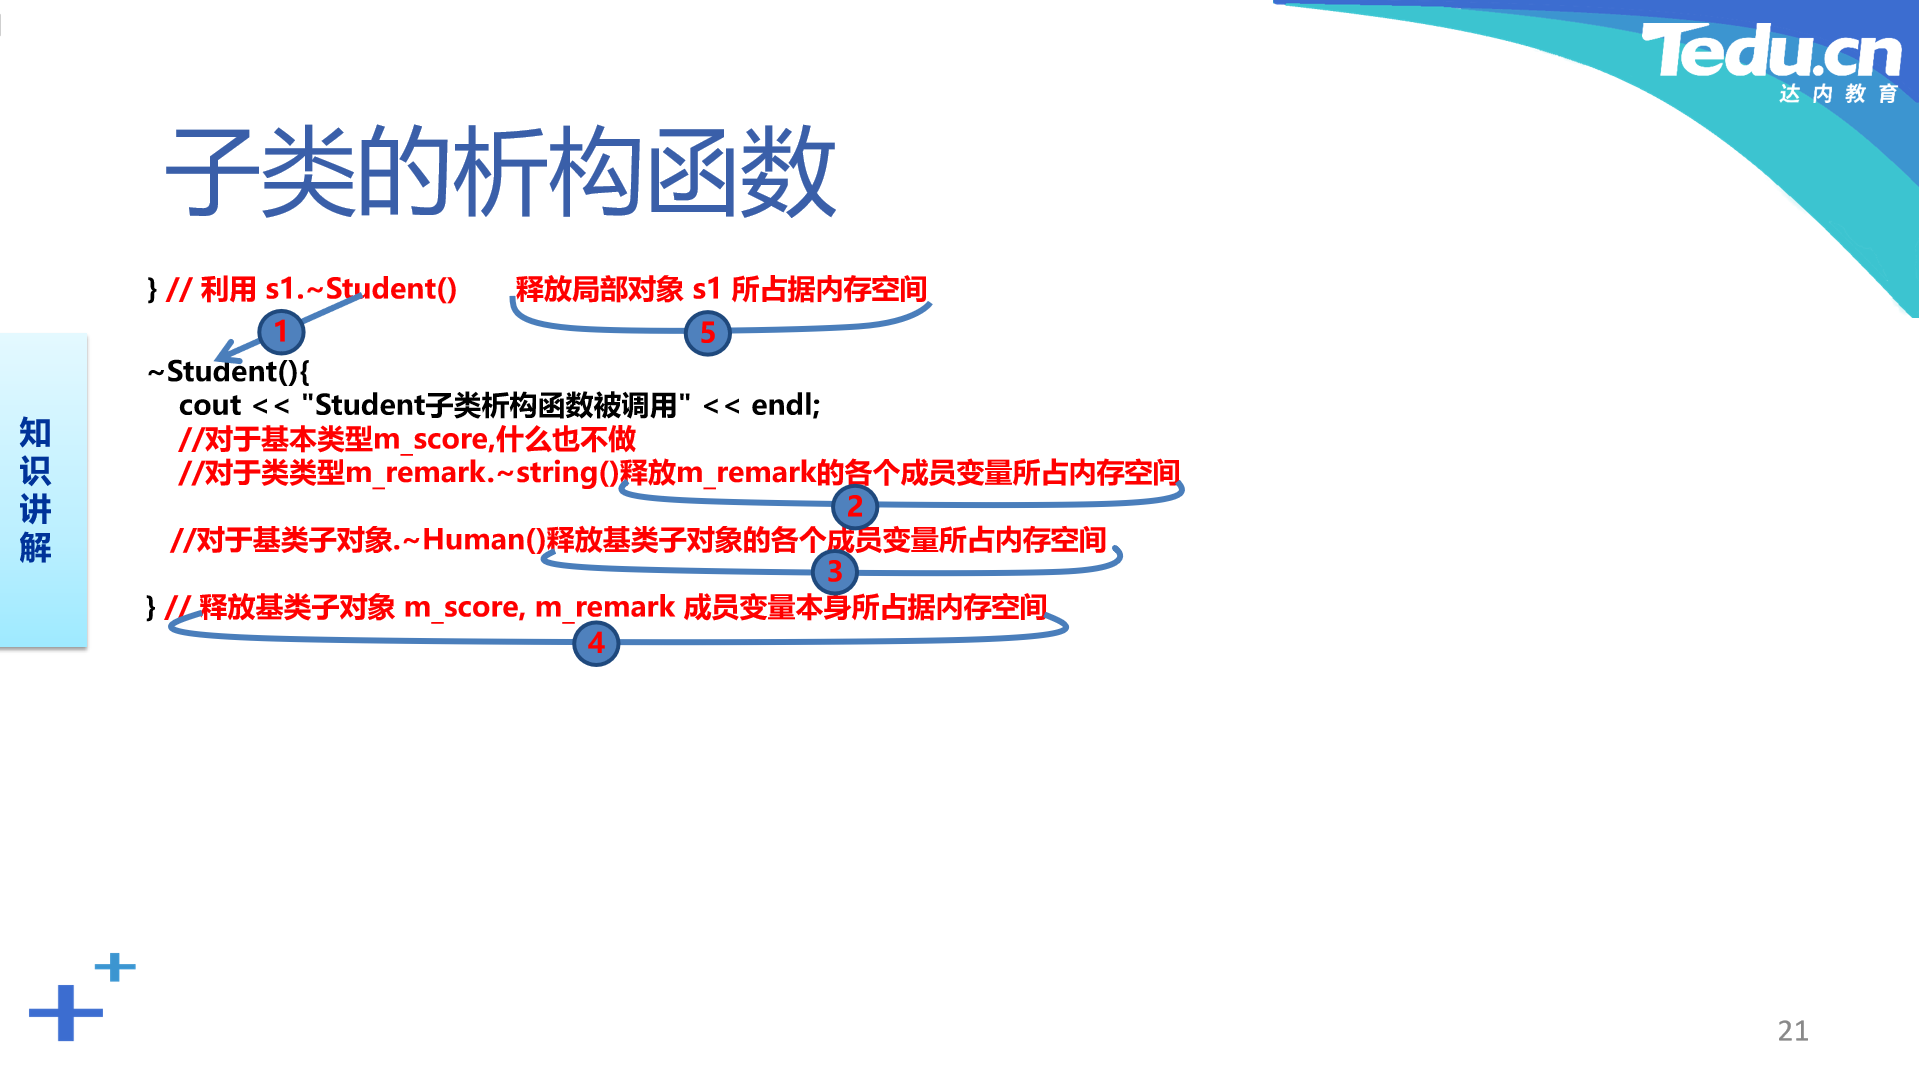 Tedu.cn
达内教育
子类的析构函数
} // 利用 s1.~Student() 释放局部对象 s1 所占据内存空间
1
5
~Student(){
cout << "Student子类析构函数被调用" << endl;
//对于基本类型m_score,什么也不做
//对于类类型m_remark.~string()释放m_remark的各个成员变量所占内存空间
2
//对于基类子对象.~Human()释放基类子对象的各个成员变量所占内存空间
3
} // 释放基类子对象 m_score, m_remark 成员变量本身所占据内存空间
4
知
识
讲
解
21